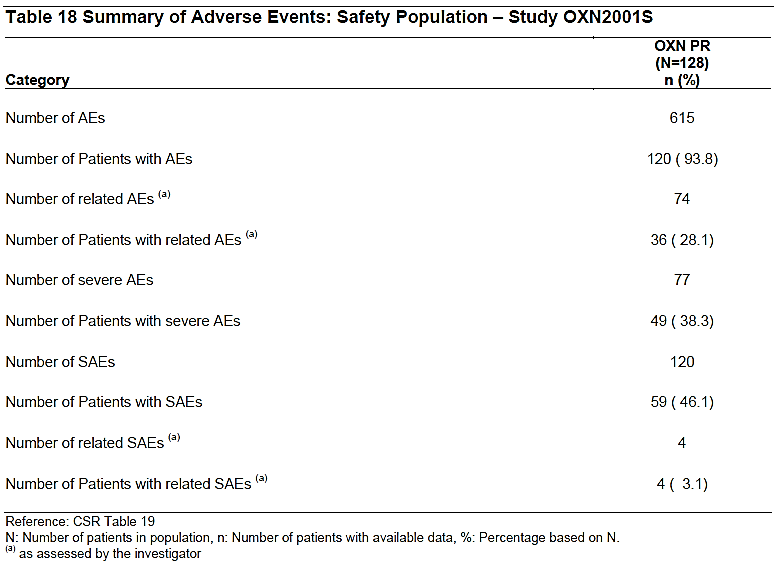 Table 18 Summary of Adverse Events: Safety Population – Study OXN2001S
OXN PR
(N=128)
Category n (%)
Number of AEs 615
Number of Patients with AEs 120 ( 93.8)
Number of related AEs (a) 74
Number of Patients with related AEs (a) 36 ( 28.1)
Number of severe AEs 77
Number of Patients with severe AEs 49 ( 38.3)
Number of SAEs 120
Number of Patients with SAEs 59 ( 46.1)
Number of related SAEs (a) 4
Number of Patients with related SAEs (a) 4 ( 3.1)
Reference: CSR Table 19
N: Number of patients in population, n: Number of patients with available data, %: Percentage based on N.
(a) as assessed by the investigator